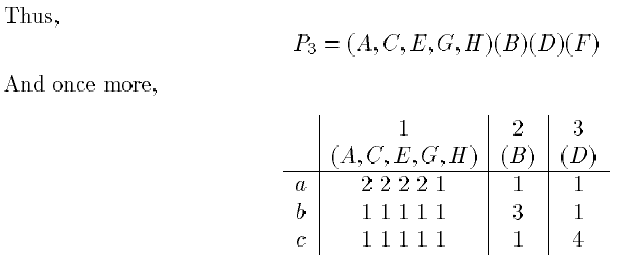 Thus,
P₃ = (A, C, E, G, H)(B)(D)(F)
And once more,
1 2 3
(A, C, E, G, H) (B) (D)
a 2 2 2 2 1 1 1
b 1 1 1 1 1 3 1
c 1 1 1 1 1 1 4